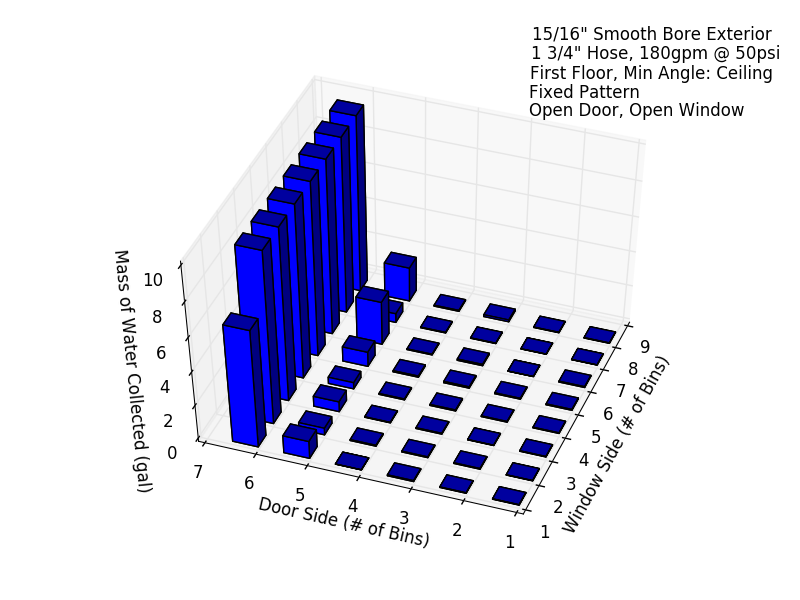 15/16" Smooth Bore Exterior
1 3/4" Hose, 180gpm @ 50psi
First Floor, Min Angle: Ceiling
Fixed Pattern
Open Door, Open Window
Mass of Water Collected (gal)
10
8
6
4
2
0
7
6
5
4
3
2
1
Door Side (# of Bins)
9
8
7
6
5
4
3
2
1
Window Side (# of Bins)